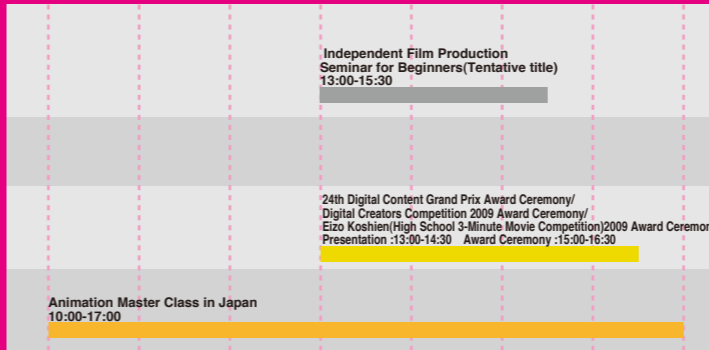 Independent Film Production
Seminar for Beginners(Tentative title)
13:00-15:30
24th Digital Content Grand Prix Award Ceremony/
Digital Creators Competition 2009 Award Ceremony/
Eizo Koshien(High School 3-Minute Movie Competition)2009 Award Ceremon
Presentation :13:00-14:30 Award Ceremony :15:00-16:30
Animation Master Class in Japan
10:00-17:00